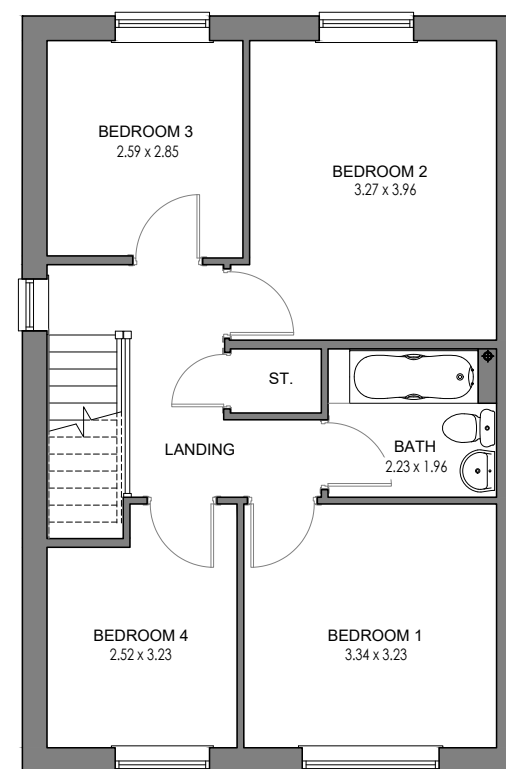 BEDROOM 3
2.59 x 2.85
BEDROOM 2
3.27 x 3.96
ST.
LANDING
BATH
2.23 x 1.96
BEDROOM 4
2.52 x 3.23
BEDROOM 1
3.34 x 3.23